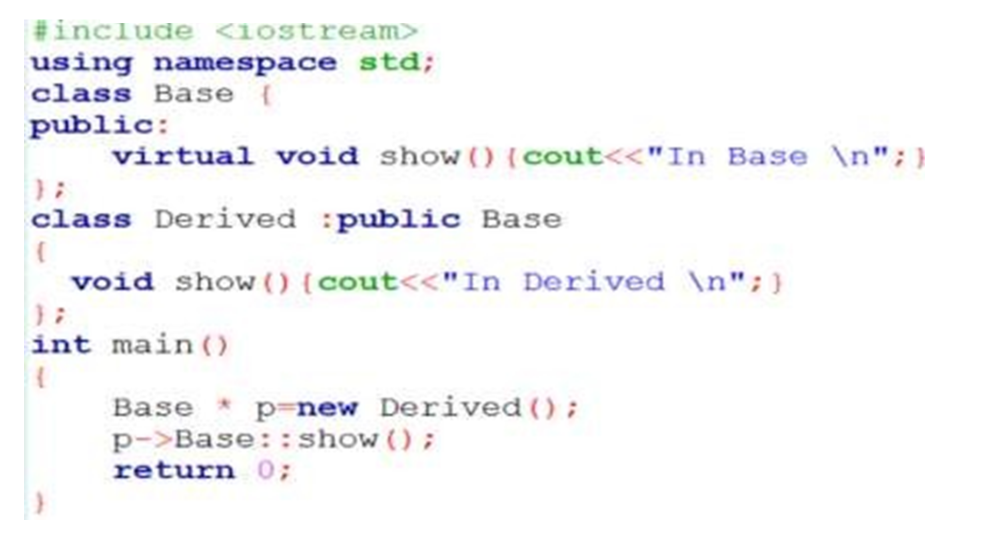 #include <iostream>
using namespace std;
class Base {
public:
    virtual void show(){cout<<"In Base \n";}
};
class Derived :public Base
{
  void show(){cout<<"In Derived \n";}
};
int main()
{
    Base * p=new Derived();
    p->Base::show();
    return 0;
}